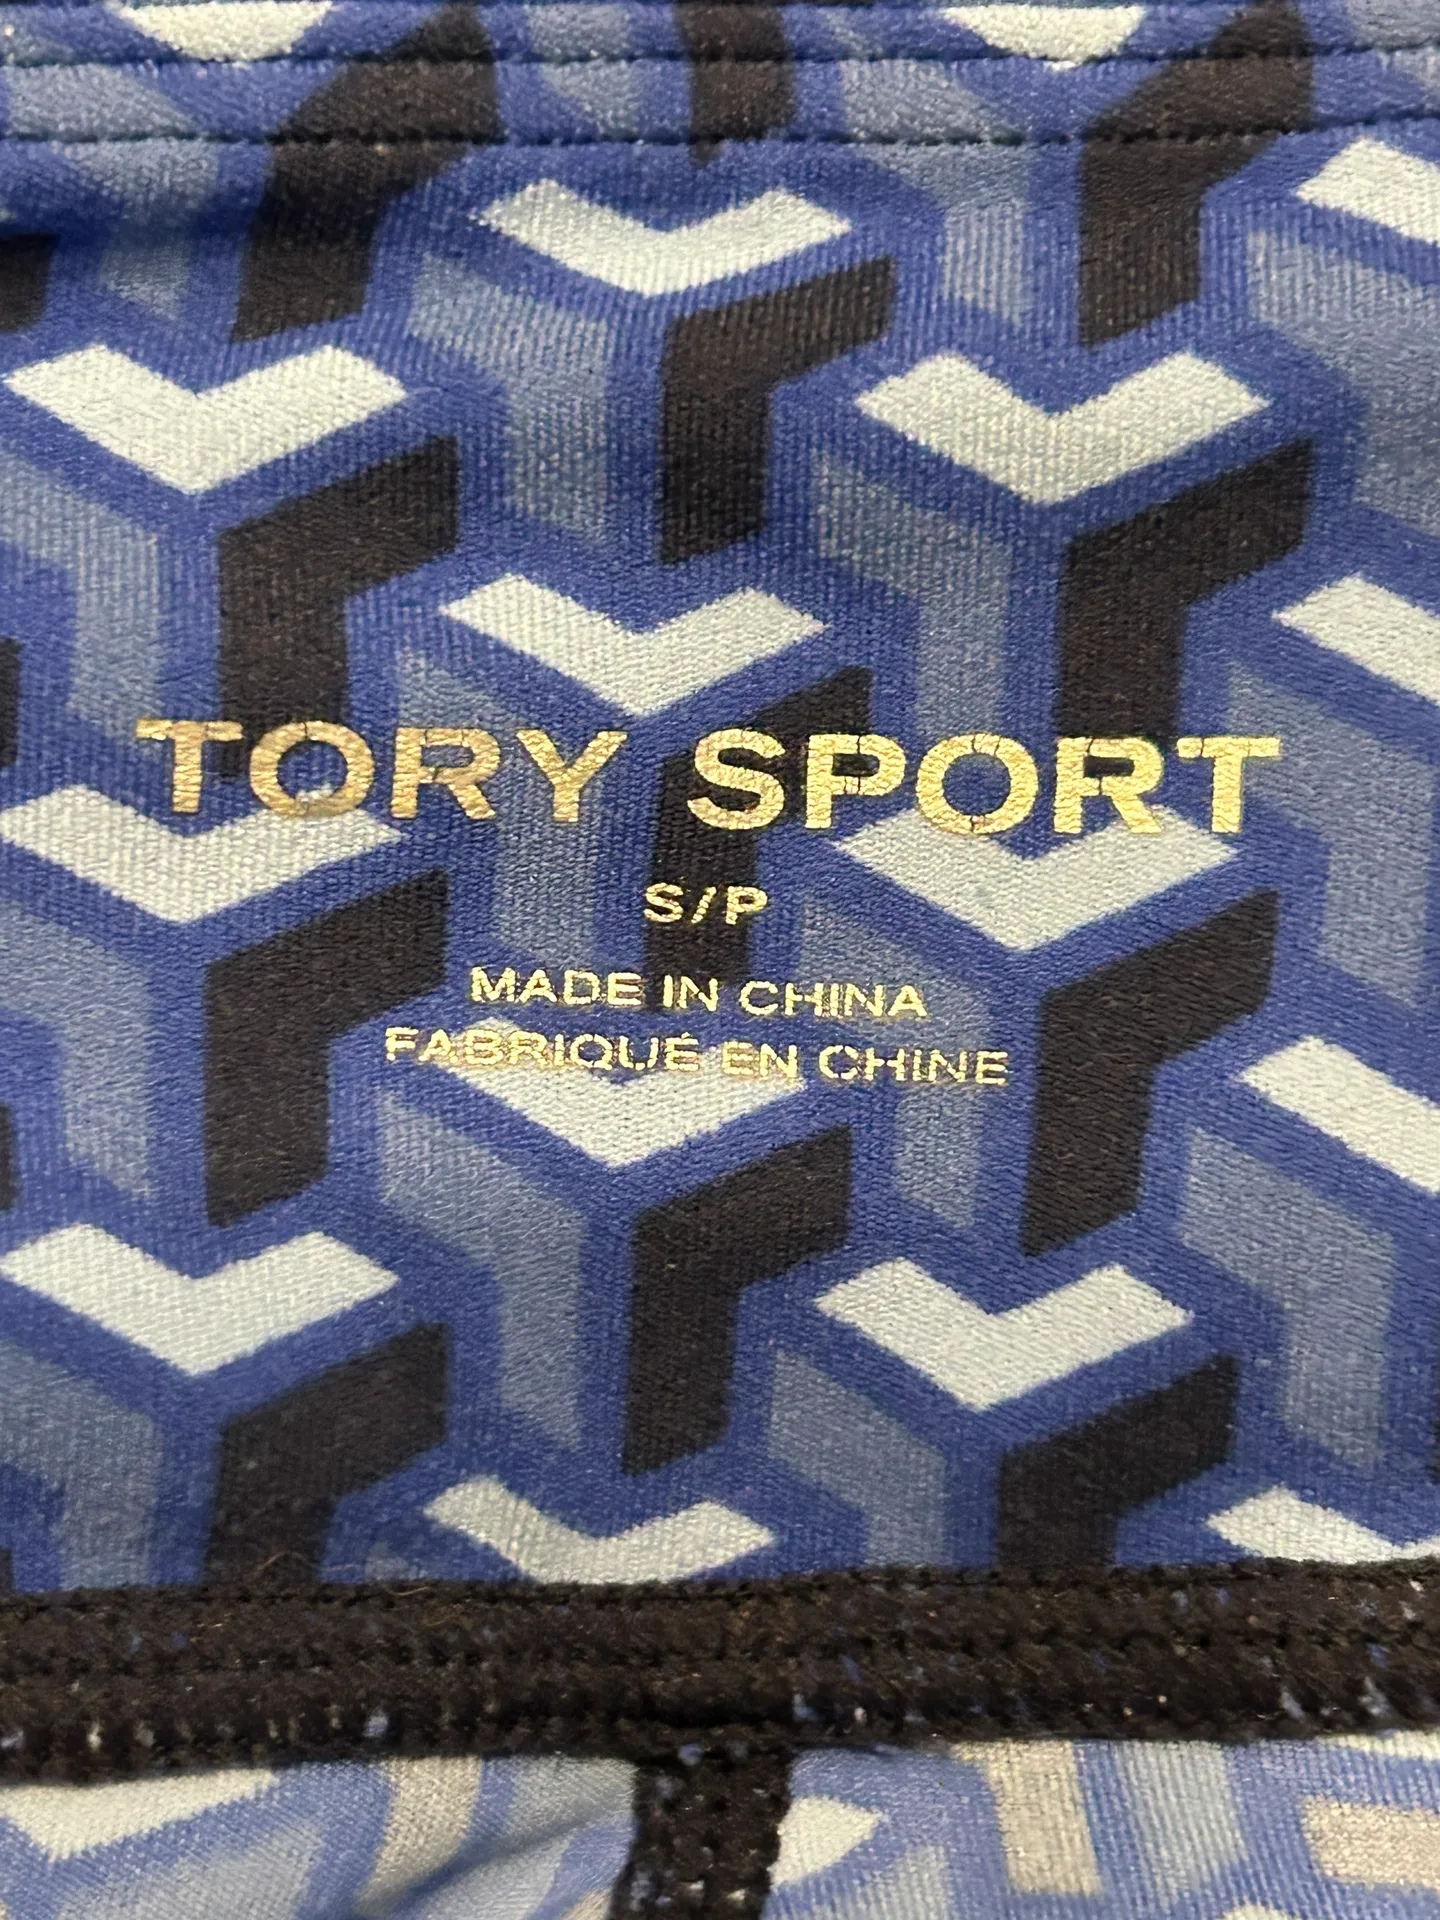 TORY SPORT
S/P
MADE IN CHINA
FABRIQUÉ EN CHINE